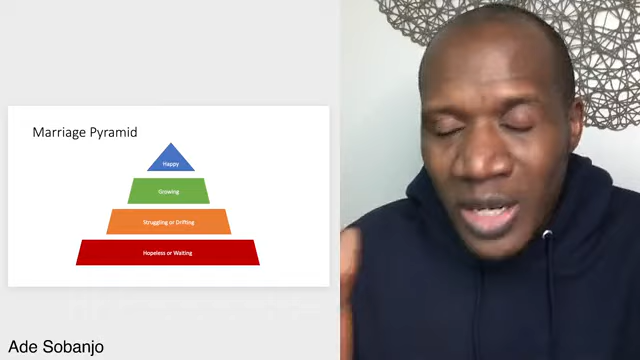 Marriage Pyramid
Happy
Growing
Struggling or Drifting
Hopeless or Waiting
Ade Sobanjo